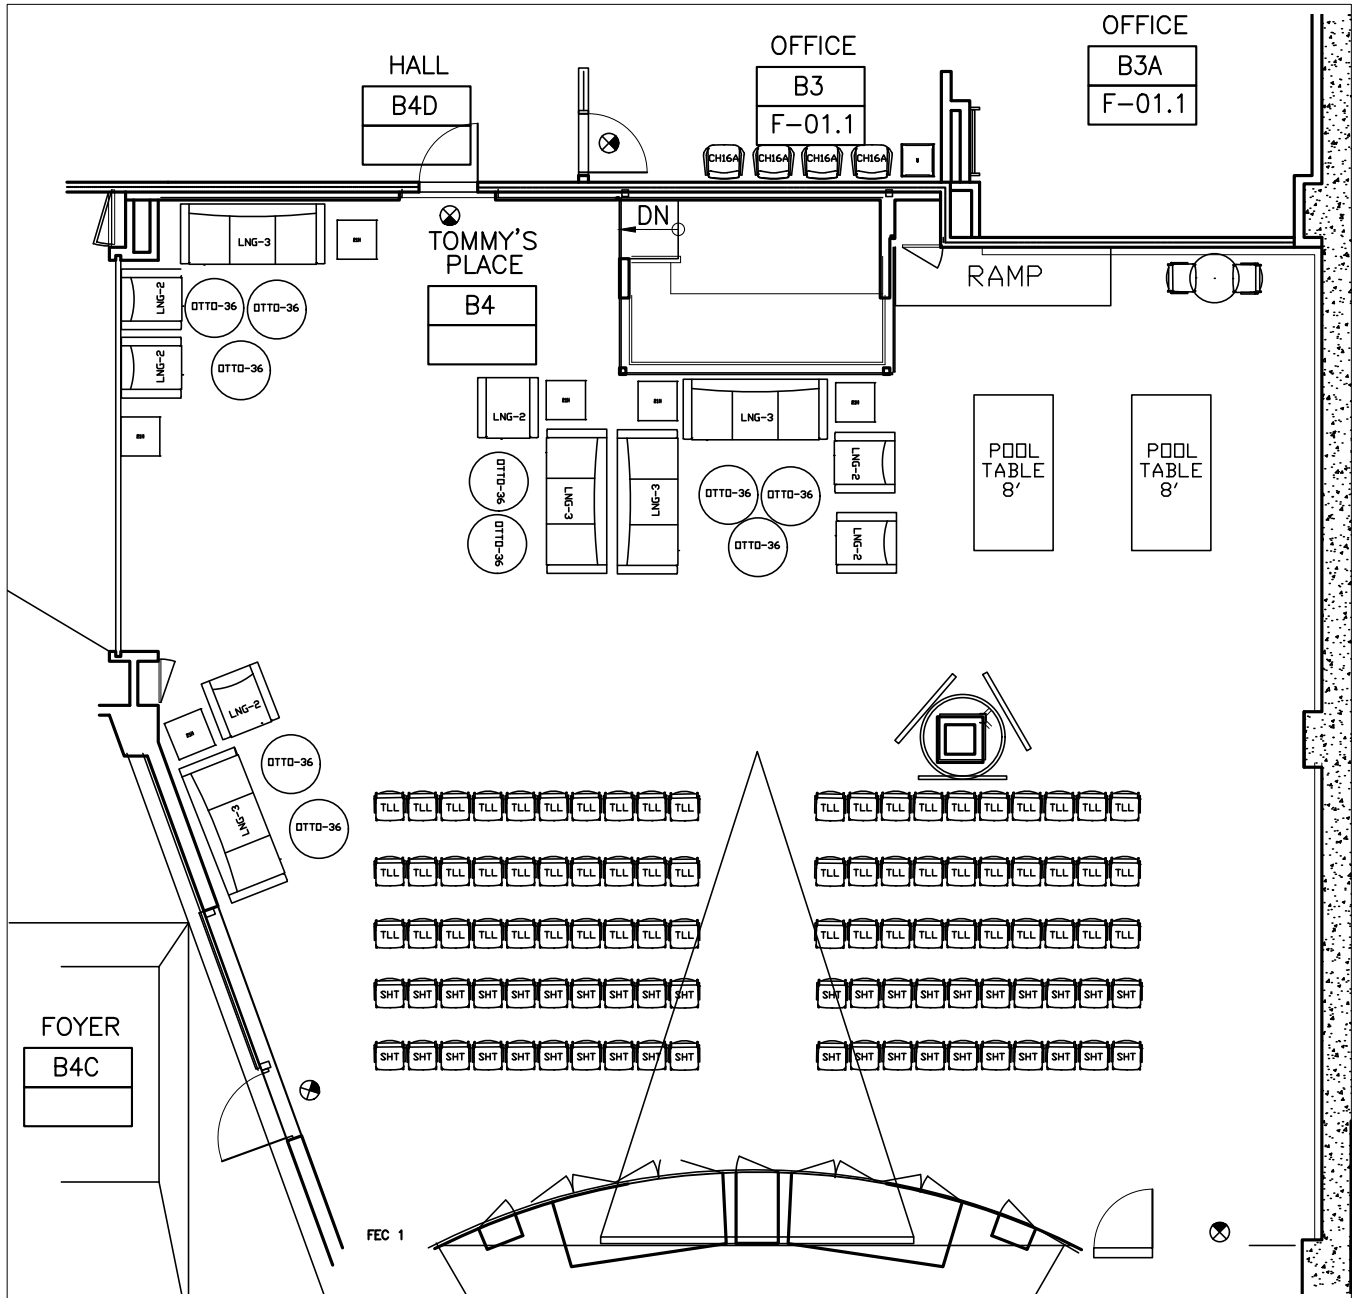 OFFICE
B3A
F-01.1
OFFICE
B3
F-01.1
HALL
B4D
CH16A CH16A CH16A CH16A
DN
TOMMY'S
PLACE
B4
RAMP
LNG-3
LNG-2
OTTO-36 OTTO-36
LNG-2
OTTO-36
LNG-2
LNG-3
OTTO-36
LNG-3
LNG-3
LNG-2
OTTO-36 OTTO-36
OTTO-36
OTTO-36
LNG-2
POOL
TABLE
8'
POOL
TABLE
8'
LNG-2
OTTO-36
LNG-3
OTTO-36
TLL TLL TLL TLL TLL TLL TLL TLL TLL TLL TLL TLL TLL TLL TLL TLL TLL TLL TLL TLL
TLL TLL TLL TLL TLL TLL TLL TLL TLL TLL TLL TLL TLL TLL TLL TLL TLL TLL TLL TLL
TLL TLL TLL TLL TLL TLL TLL TLL TLL TLL TLL TLL TLL TLL TLL TLL TLL TLL TLL TLL
SHT SHT SHT SHT SHT SHT SHT SHT SHT SHT SHT SHT SHT SHT SHT SHT SHT SHT SHT SHT
SHT SHT SHT SHT SHT SHT SHT SHT SHT SHT SHT SHT SHT SHT SHT SHT SHT SHT SHT SHT
FOYER
B4C
FEC 1